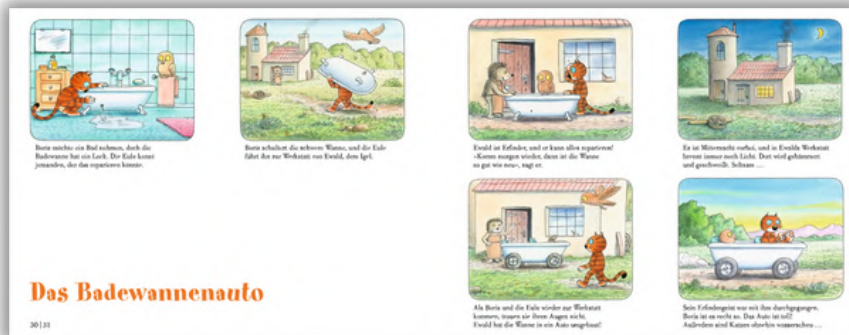 Boris möchte ein Bad nehmen, doch die
Badewanne hat ein Leck. Die Eule kennt
jemanden, der das reparieren könnte.
Boris schultert die schwere Wanne, und die Eule
führt ihn zur Werkstatt von Ewald, dem Igel.
Ewald ist Erfinder, und er kann alles reparieren!
«Komm morgen wieder, dann ist die Wanne
so gut wie neu», sagt er.
Es ist Mitternacht vorbei, und in Ewalds Werkstatt
brennt immer noch Licht. Dort wird gehämmert
und geschweißt. Seltsam ...
Das Badewannenauto
Als Boris und die Eule wieder zur Werkstatt
kommen, trauen sie ihren Augen nicht.
Ewald hat die Wanne in ein Auto umgebaut!
Sein Erfindergeist war mit ihm durchgegangen.
Boris ist es recht so. Das Auto ist toll!
Außerdem sind Katzen ohnehin wasserscheu ...
30|31